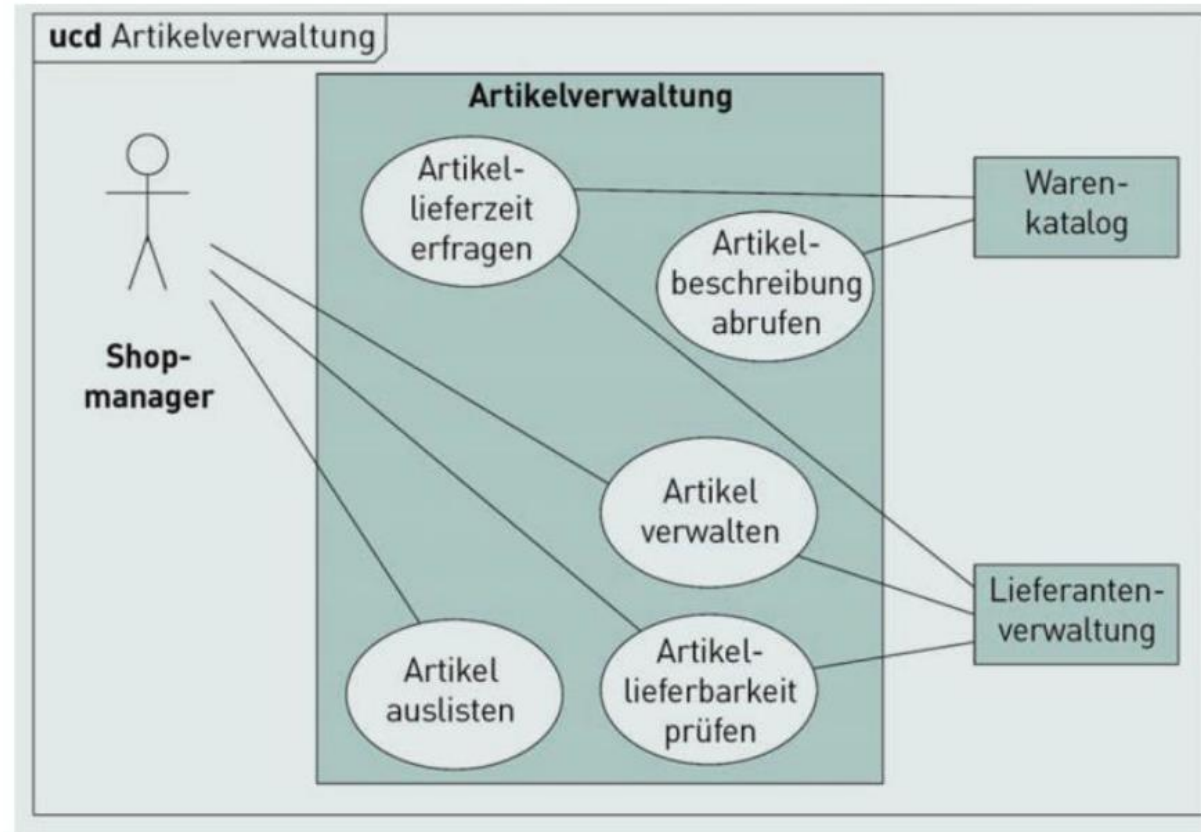 ucd Artikelverwaltung
Artikelverwaltung
Artikel-
lieferzeit
erfragen
Waren-
katalog
Artikel-
beschreibung
abrufen
Shop-
manager
Artikel
verwalten
Lieferanten-
verwaltung
Artikel
auslisten
Artikel-
lieferbarkeit
prüfen